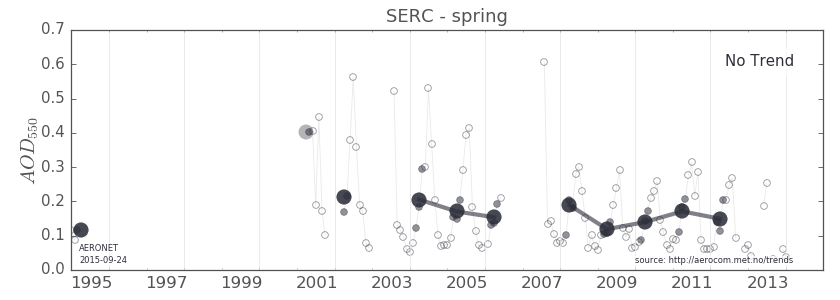 SERC - spring
0.7
0.6
0.5
0.4
0.3
0.2
0.1
0.0
AOD550
No Trend
AERONET
2015-09-24
source: http://aerocom.met.no/trends
1995 1997 1999 2001 2003 2005 2007 2009 2011 2013